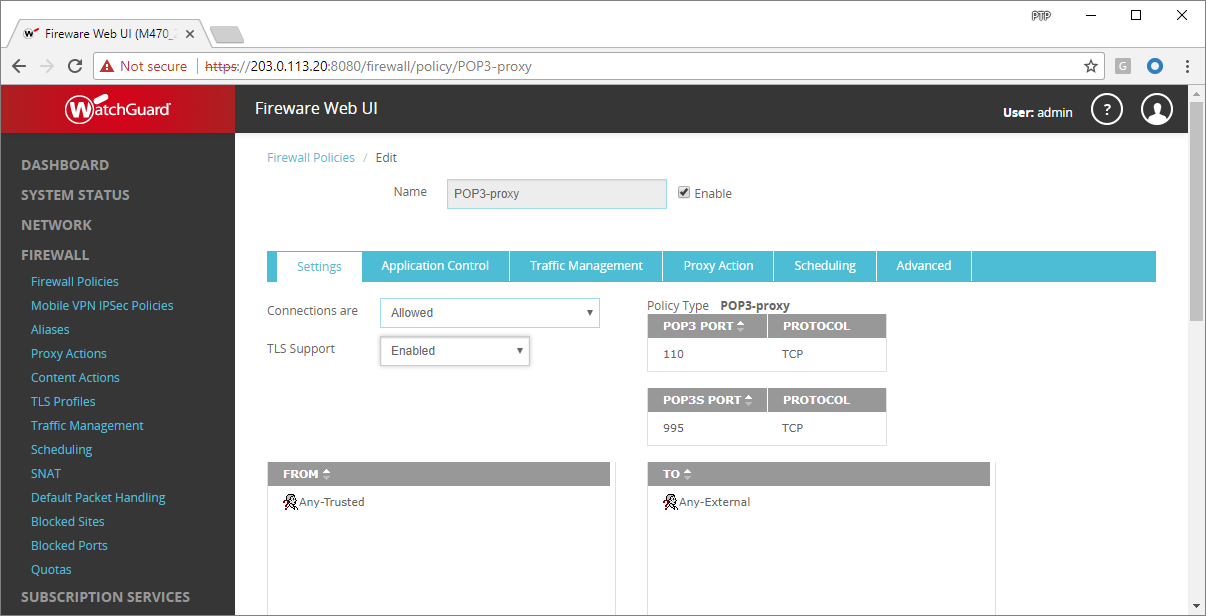 PTP
Fireware Web UI (M470_
Not secure https://203.0.113.20:8080/firewall/policy/POP3-proxy
G
WatchGuard
Fireware Web UI
User: admin
?
DASHBOARD
SYSTEM STATUS
NETWORK
FIREWALL
Firewall Policies
Mobile VPN IPSec Policies
Aliases
Proxy Actions
Content Actions
TLS Profiles
Traffic Management
Scheduling
SNAT
Default Packet Handling
Blocked Sites
Blocked Ports
Quotas
SUBSCRIPTION SERVICES
Firewall Policies / Edit
Name POP3-proxy Enable
Settings Application Control Traffic Management Proxy Action Scheduling Advanced
Connections are Allowed
TLS Support Enabled
Policy Type POP3-proxy
POP3 PORT PROTOCOL
110 TCP
POP3S PORT PROTOCOL
995 TCP
FROM
Any-Trusted
TO
Any-External